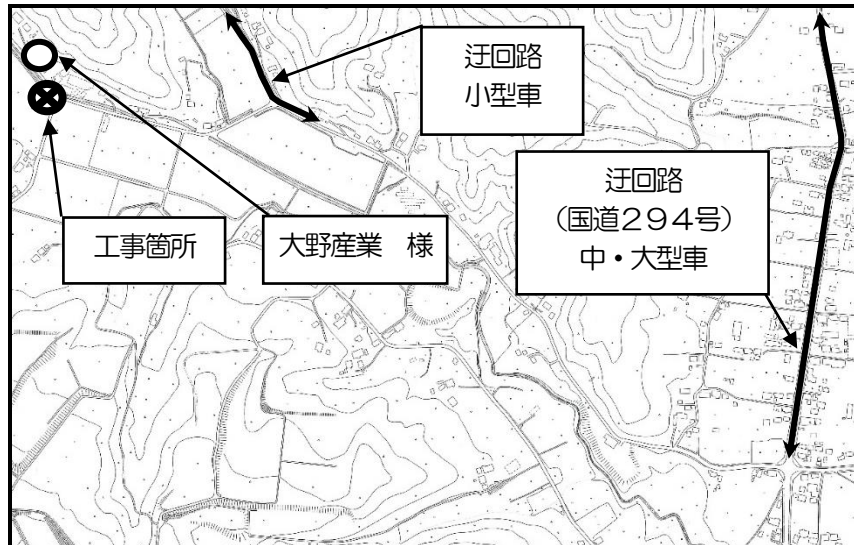 迂回路
小型車
迂回路
（国道２９４号）
中・大型車
工事箇所
大野産業　様